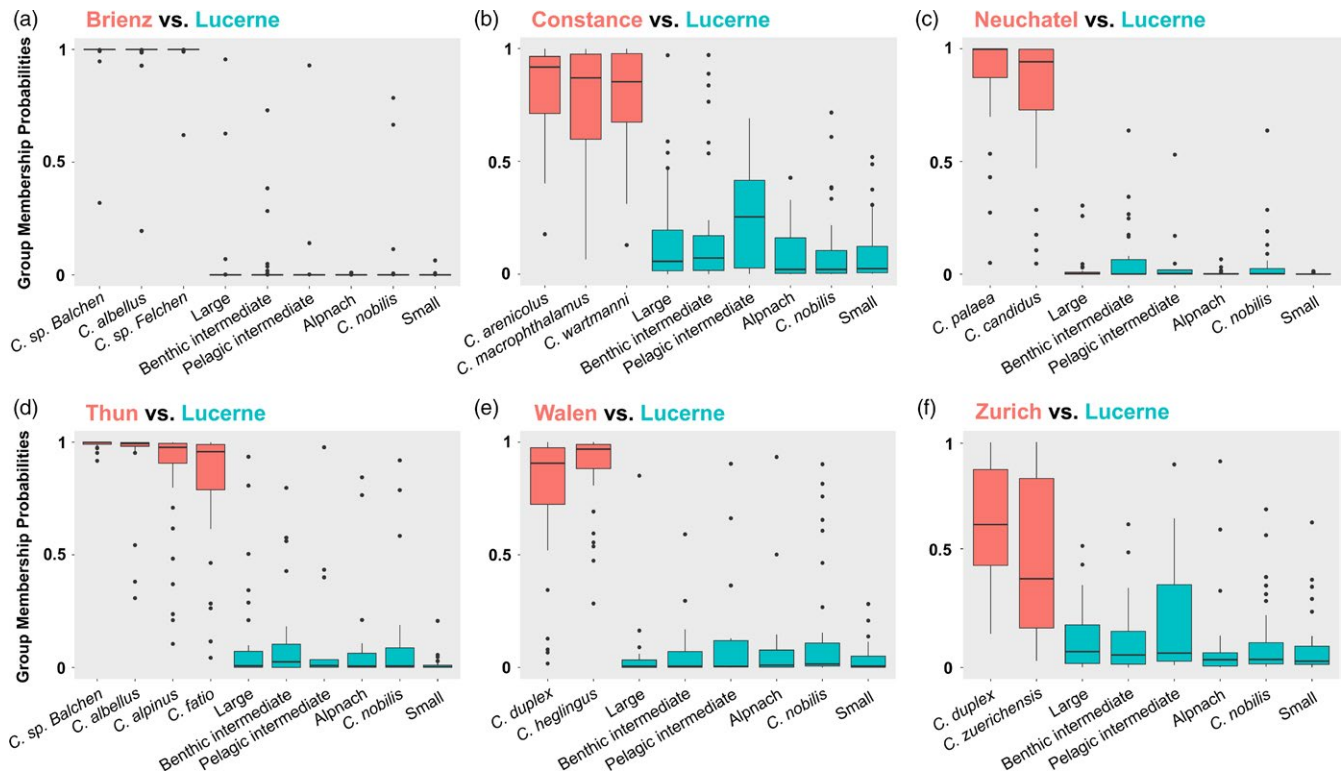 (a) Brienz vs. Lucerne
Group Membership Probabilities
1
0.5
0
C. sp. Balchen
C. albellus
C. sp. Felchen
Large
Benthic intermediate
Pelagic intermediate
Alpnach
C. nobilis
Small
(b) Constance vs. Lucerne
1
0.5
0
C. arenicolus
C. macrophthalamus
C. wartmanni
Large
Benthic intermediate
Pelagic intermediate
Alpnach
C. nobilis
Small
(c) Neuchatel vs. Lucerne
1
0.5
0
C. palaea
C. candidus
Large
Benthic intermediate
Pelagic intermediate
Alpnach
C. nobilis
Small
(d) Thun vs. Lucerne
Group Membership Probabilities
1
0.5
0
C. sp. Balchen
C. albellus
C. alpinus
C. fatio
Large
Benthic intermediate
Pelagic intermediate
Alpnach
C. nobilis
Small
(e) Walen vs. Lucerne
1
0.5
0
C. duplex
C. heglingus
Large
Benthic intermediate
Pelagic intermediate
Alpnach
C. nobilis
Small
(f) Zurich vs. Lucerne
1
0.5
0
C. duplex
C. zuerichensis
Large
Benthic intermediate
Pelagic intermediate
Alpnach
C. nobilis
Small